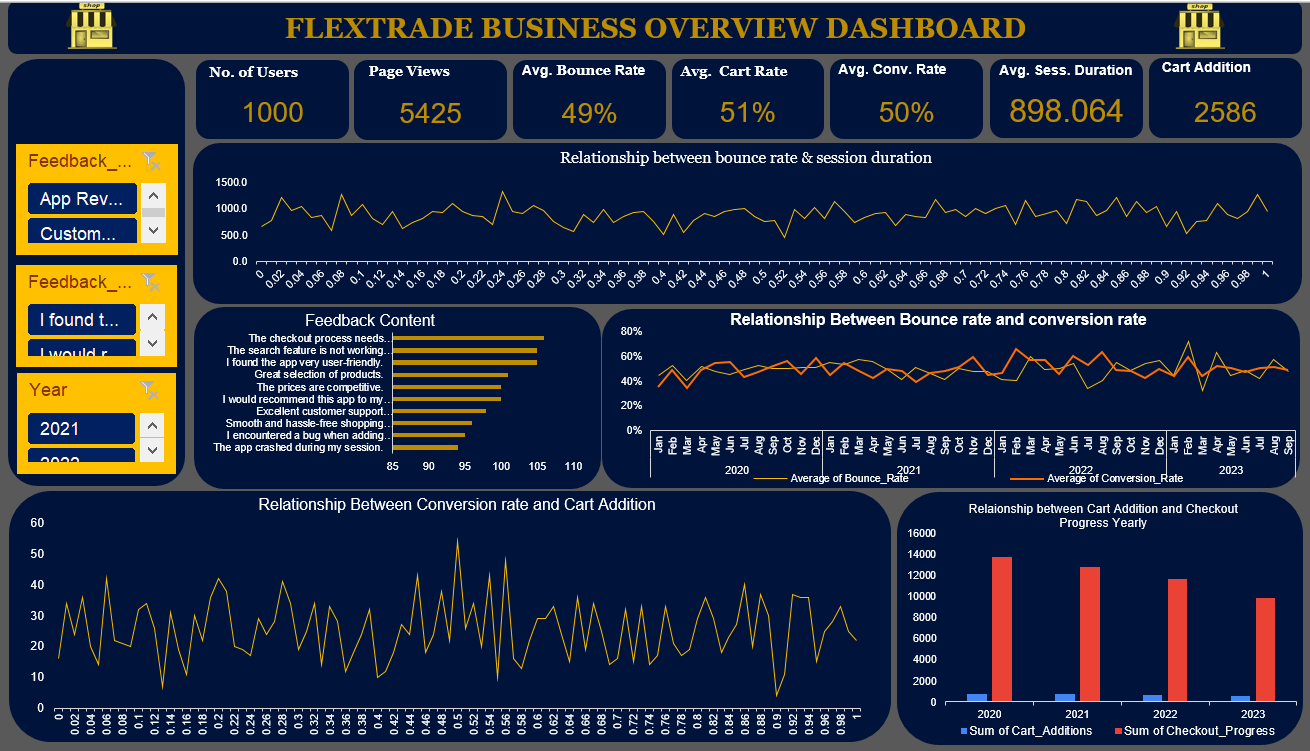 shop
FLEXTRADE BUSINESS OVERVIEW DASHBOARD
shop
No. of Users
1000
Page Views
5425
Avg. Bounce Rate
49%
Avg. Cart Rate
51%
Avg. Conv. Rate
50%
Avg. Sess. Duration
898.064
Cart Addition
2586
Feedback_...
App Rev...
Custom...
Feedback_...
I found t...
I would r...
Year
2021
2022
Relationship between bounce rate & session duration
1500.0
1000.0
500.0
0.0
0 0.02 0.04 0.06 0.08 0.1 0.12 0.14 0.16 0.18 0.2 0.22 0.24 0.26 0.28 0.3 0.32 0.34 0.36 0.38 0.4 0.42 0.44 0.46 0.48 0.5 0.52 0.54 0.56 0.58 0.6 0.62 0.64 0.66 0.68 0.7 0.72 0.74 0.76 0.78 0.8 0.82 0.84 0.86 0.88 0.9 0.92 0.94 0.96 0.98 1
Feedback Content
The checkout process needs...
The search feature is not working...
I found the app very user-friendly.
Great selection of products.
The prices are competitive.
I would recommend this app to my...
Excellent customer support...
Smooth and hassle-free shopping...
I encountered a bug when adding...
The app crashed during my session.
85 90 95 100 105 110
Relationship Between Bounce rate and conversion rate
80%
60%
40%
20%
0%
Jan Feb Mar Apr May Jun Jul Aug Sep Oct Nov Dec Jan Feb Mar Apr May Jun Jul Aug Sep Oct Nov Dec Jan Feb Mar Apr May Jun Jul Aug Sep Oct Nov Dec Jan Feb Mar Apr May Jun Jul Aug Sep
2020 2021 2022 2023
Average of Bounce_Rate Average of Conversion_Rate
Relationship Between Conversion rate and Cart Addition
60
50
40
30
20
10
0
0 0.02 0.04 0.06 0.08 0.1 0.12 0.14 0.16 0.18 0.2 0.22 0.24 0.26 0.28 0.3 0.32 0.34 0.36 0.38 0.4 0.42 0.44 0.46 0.48 0.5 0.52 0.54 0.56 0.58 0.6 0.62 0.64 0.66 0.68 0.7 0.72 0.74 0.76 0.78 0.8 0.82 0.84 0.86 0.88 0.9 0.92 0.94 0.96 0.98 1
Relaionship between Cart Addition and Checkout
Progress Yearly
16000
14000
12000
10000
8000
6000
4000
2000
0
2020 2021 2022 2023
Sum of Cart_Additions Sum of Checkout_Progress